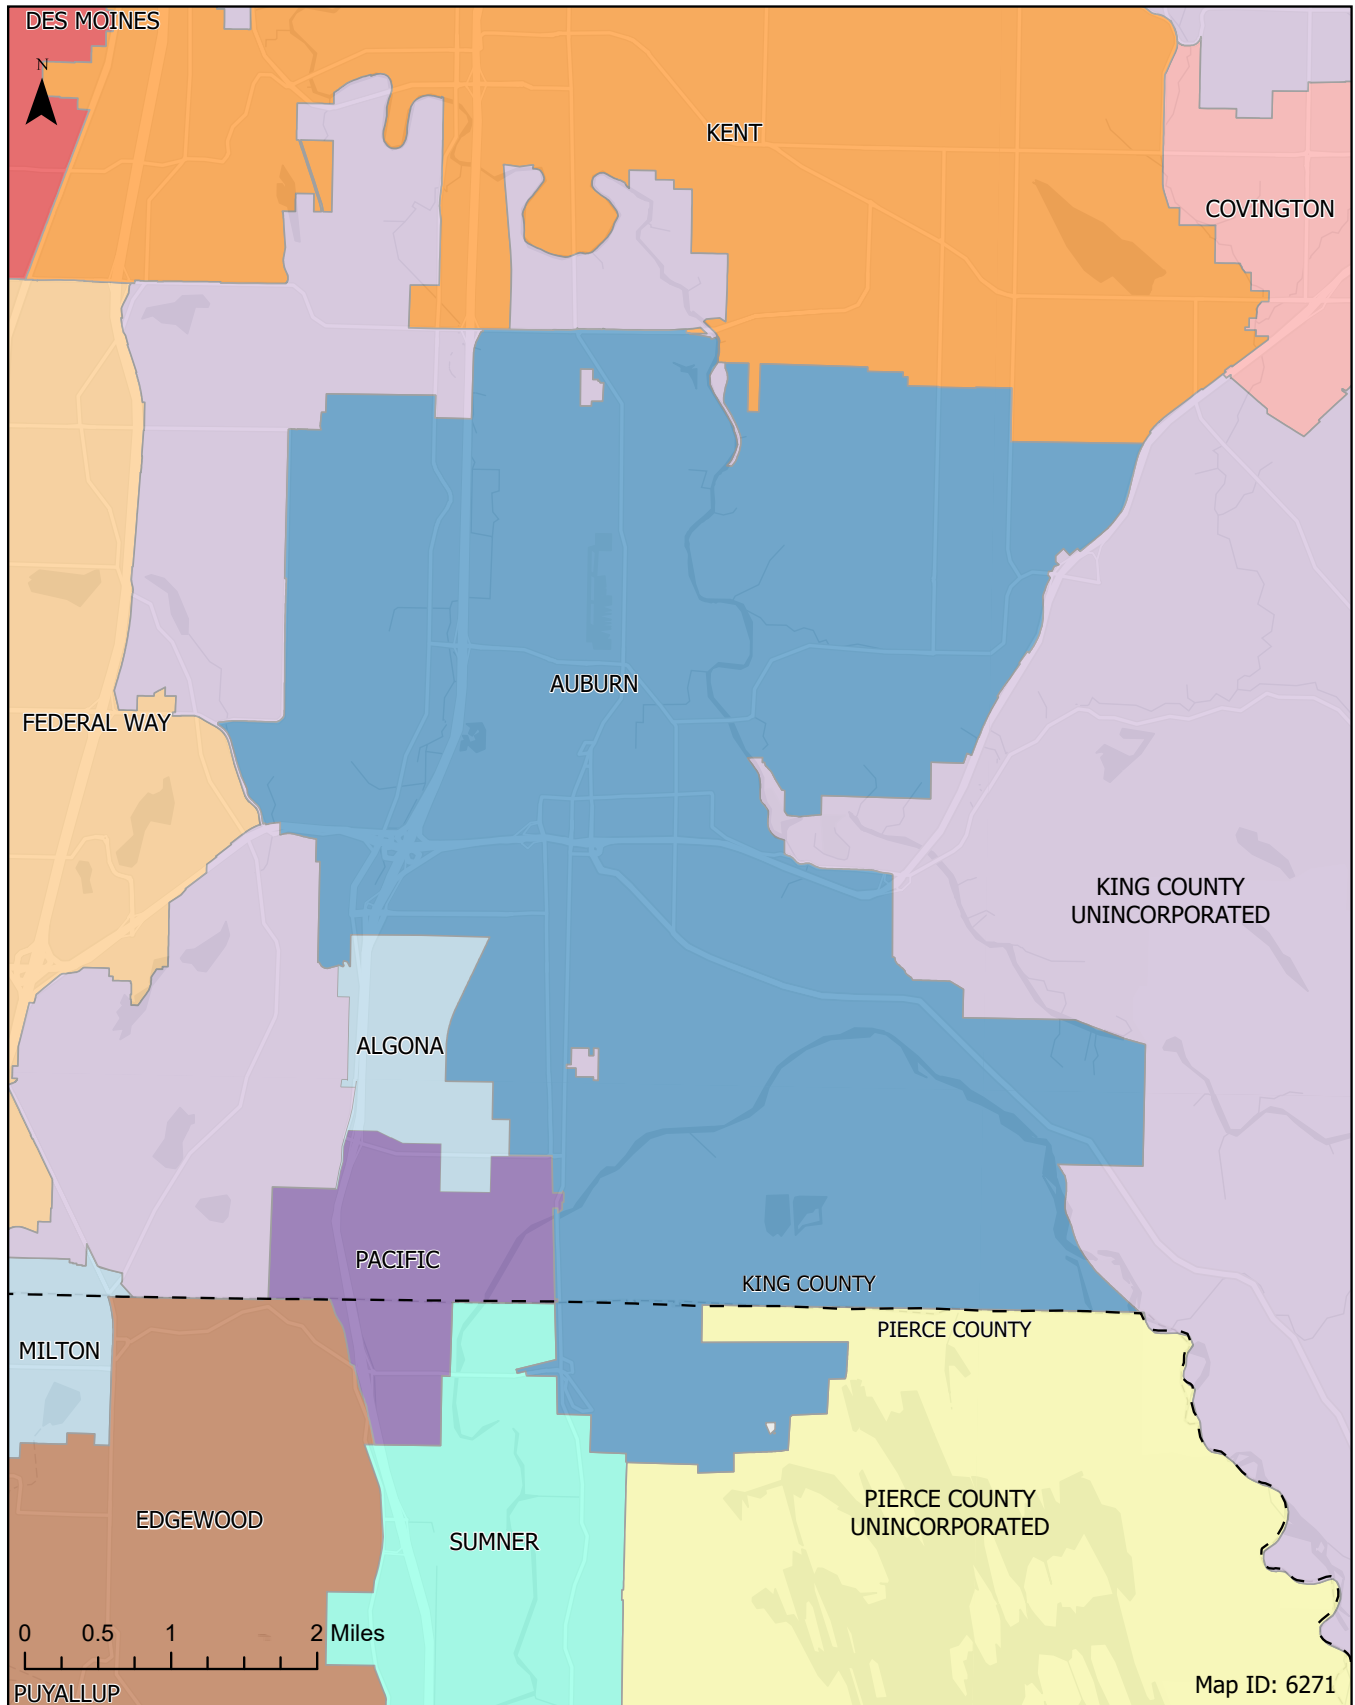 DES MOINES
N
KENT
COVINGTON
AUBURN
FEDERAL WAY
KING COUNTY
UNINCORPORATED
ALGONA
PACIFIC
KING COUNTY
PIERCE COUNTY
MILTON
PIERCE COUNTY
UNINCORPORATED
EDGEWOOD
SUMNER
0 0.5 1 2 Miles
PUYALLUP
Map ID: 6271